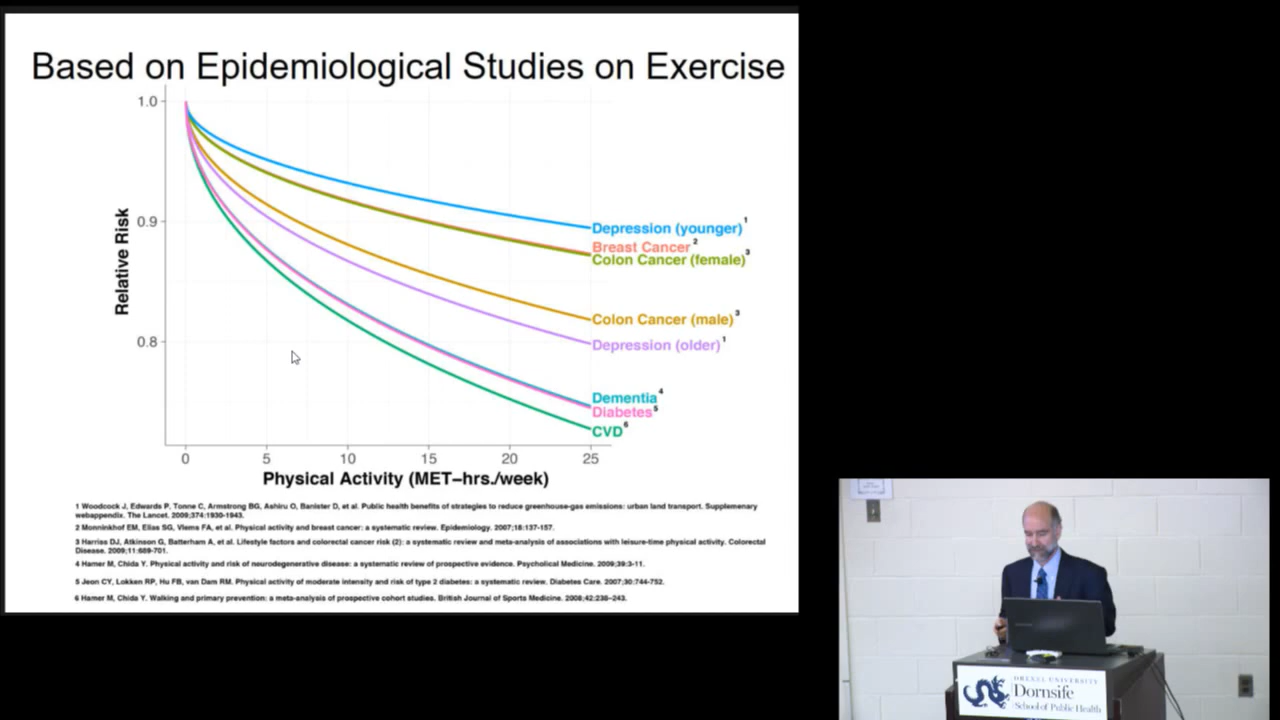 Based on Epidemiological Studies on Exercise
1.0
0.9
0.8
Relative Risk
Depression (younger) 1
Breast Cancer 2
Colon Cancer (female) 3
Colon Cancer (male) 3
Depression (older) 1
Dementia 4
Diabetes 5
CVD 6
0 5 10 15 20 25
Physical Activity (MET–hrs./week)
1 Woodcock J, Edwards P, Tonne C, Armstrong BG, Ashiru O, Banister D, et al. Public health benefits of strategies to reduce greenhouse-gas emissions: urban land transport. Supplemenary
webappendix. The Lancet. 2009;374:1930-1943.
2 Monninkhof EM, Elias SG, Vlems FA, et al. Physical activity and breast cancer: a systematic review. Epidemiology. 2007;18:137-157.
3 Harriss DJ, Atkinson G, Batterham A, et al. Lifestyle factors and colorectal cancer risk (2): a systematic review and meta-analysis of associations with leisure-time physical activity. Colorectal
Disease. 2009;11:689-701.
4 Hamer M, Chida Y. Physical activity and risk of neurodegenerative disease: a systematic review of prospective evidence. Psycholical Medicine. 2009;39:3-11.
5 Jeon CY, Lokken RP, Hu FB, van Dam RM. Physical activity of moderate intensity and risk of type 2 diabetes: a systematic review. Diabetes Care. 2007;30:744-752.
6 Hamer M, Chida Y. Walking and primary prevention: a meta-analysis of prospective cohort studies. British Journal of Sports Medicine. 2008;42:238–243.
DREXEL UNIVERSITY
Dornsife
School of Public Health